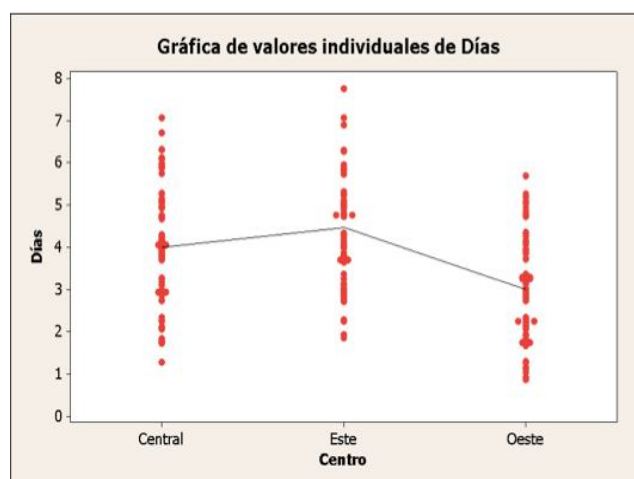 Gráfica de valores individuales de Días
8
7
6
5
4
3
2
1
0
Días
Central
Este
Oeste
Centro